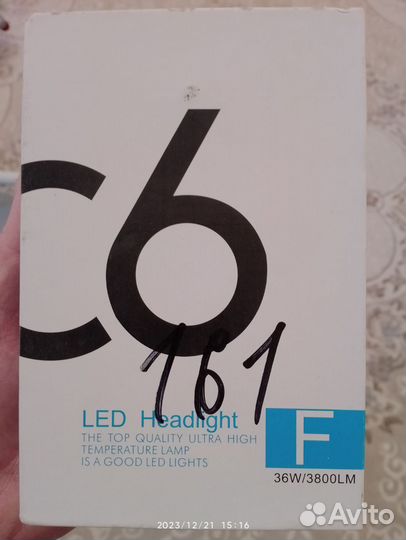 C6
161
LED Headlight
THE TOP QUALITY ULTRA HIGH
TEMPERATURE LAMP
IS A GOOD LED LIGHTS
F
36W/3800LM
2023/12/21 15:16
Avito